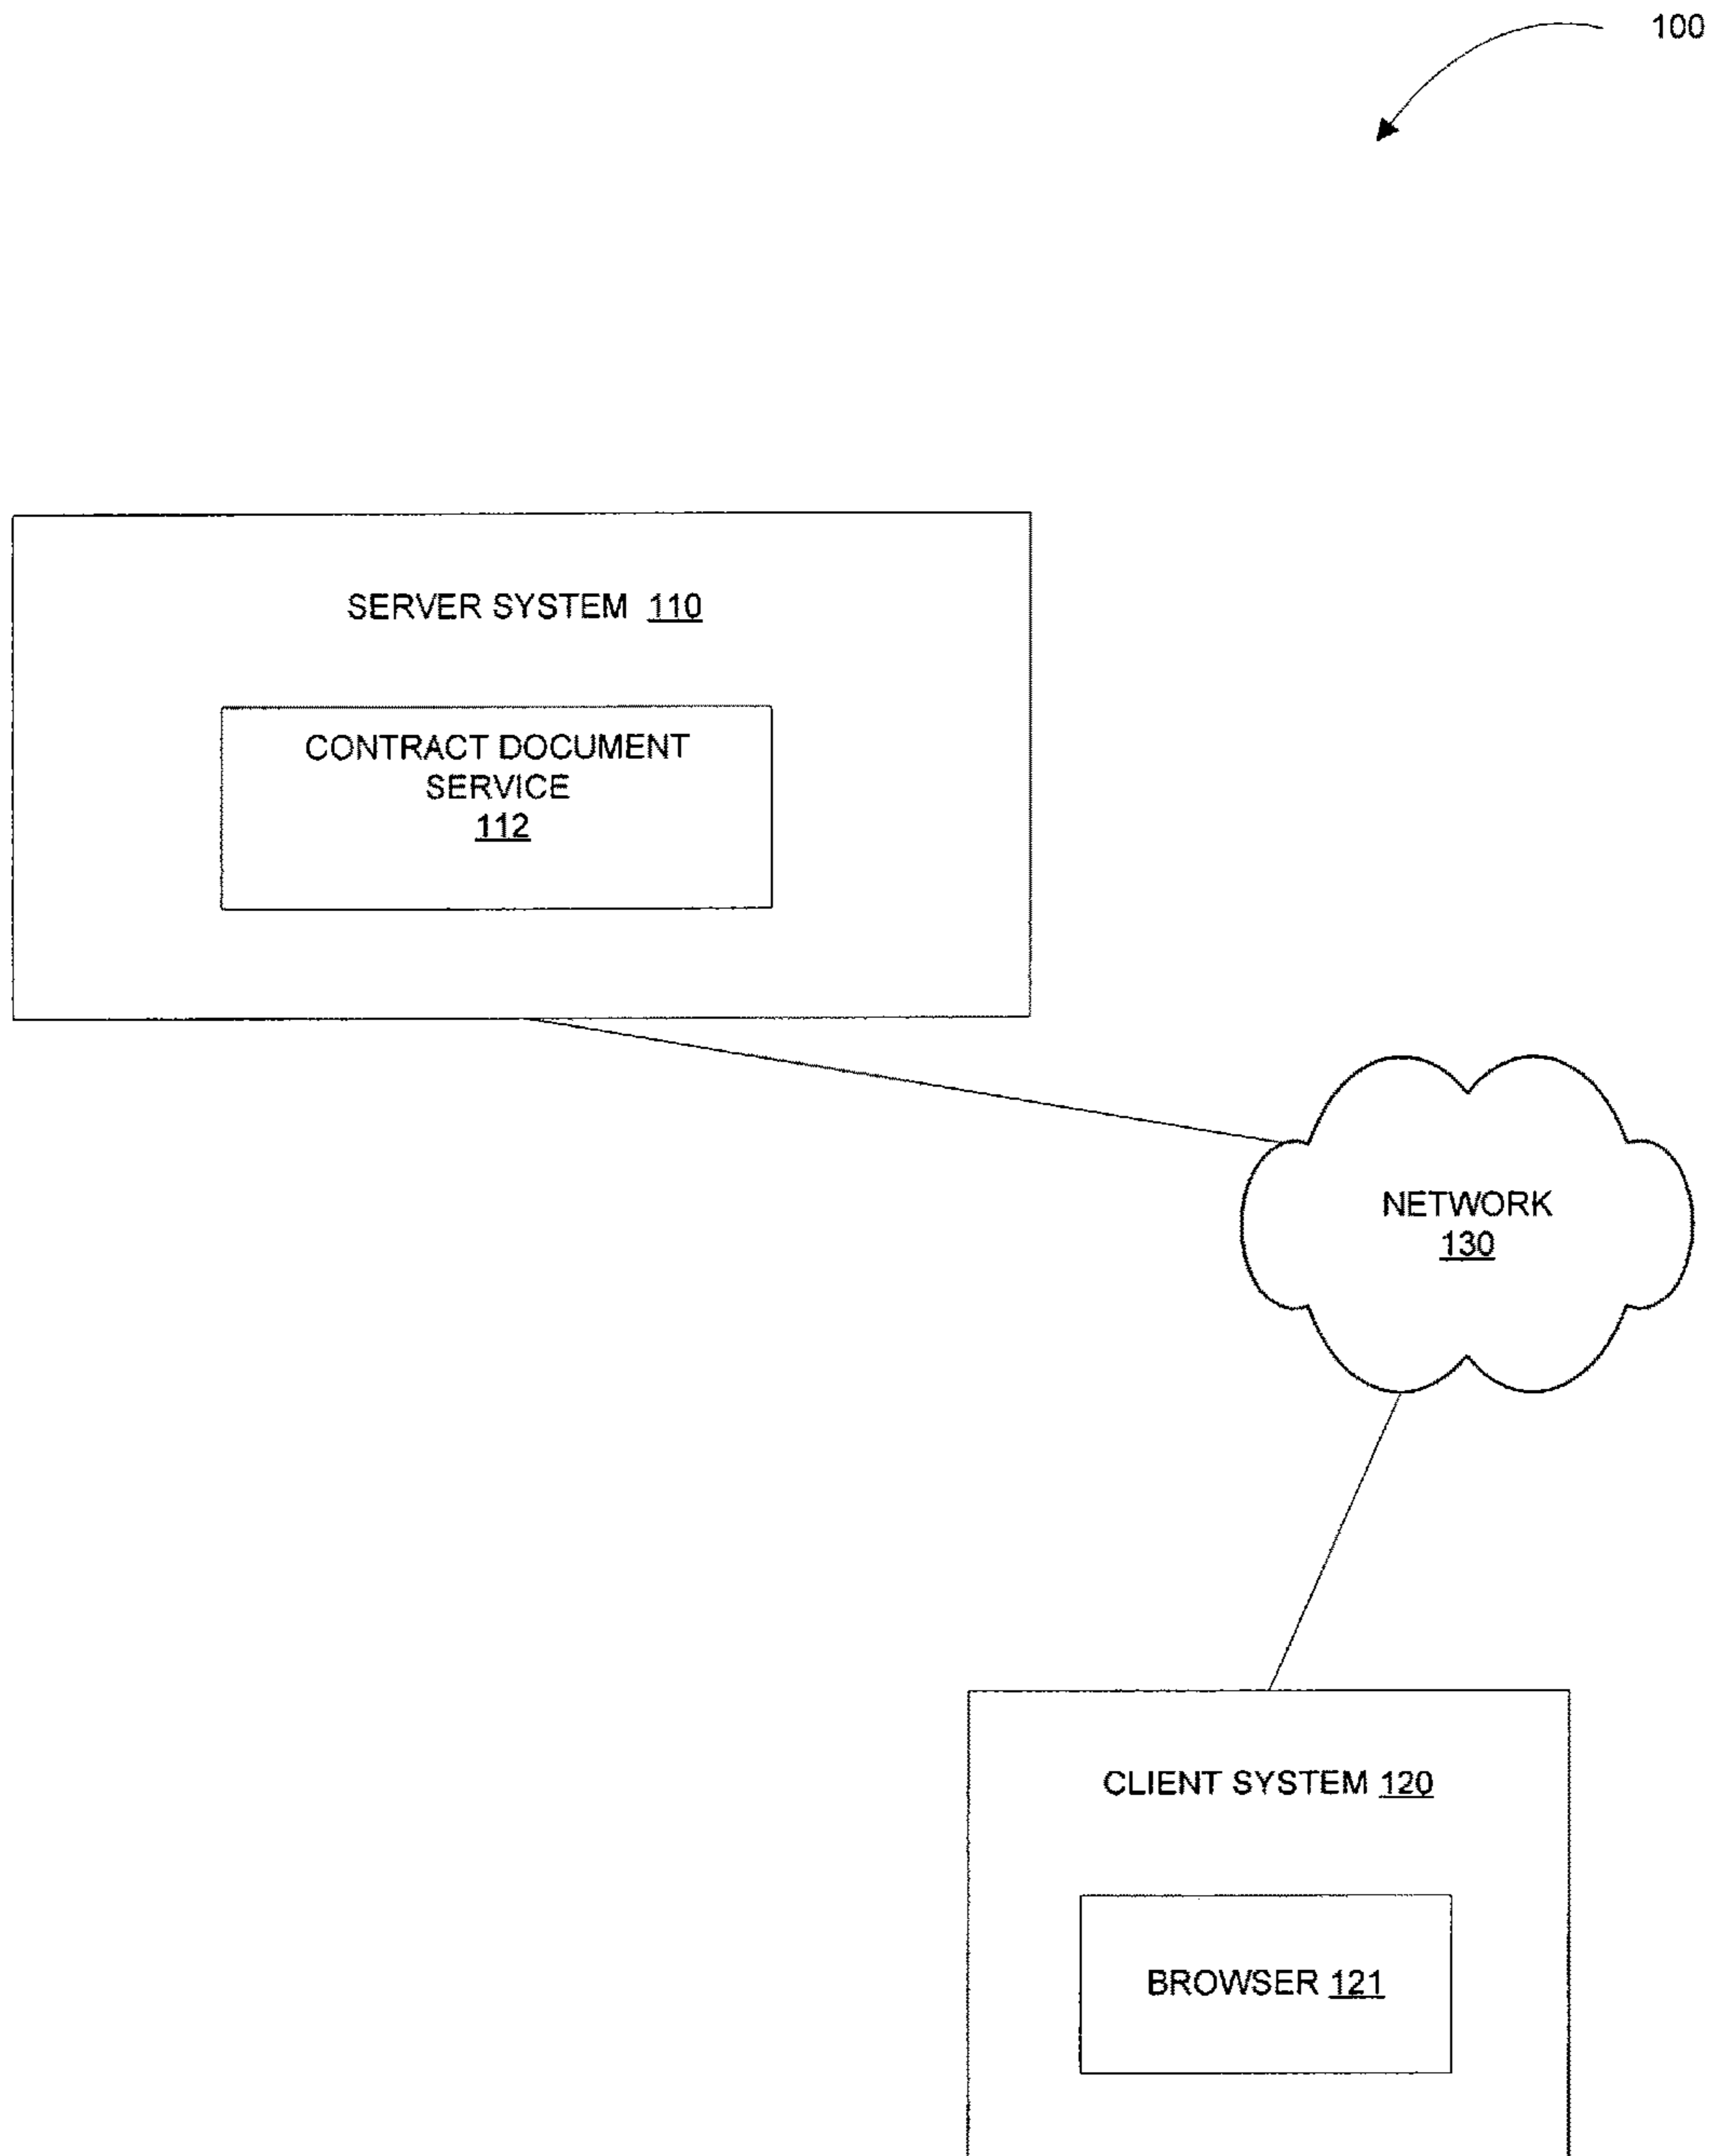 100
SERVER SYSTEM 110
CONTRACT DOCUMENT
SERVICE
112
NETWORK
130
CLIENT SYSTEM 120
BROWSER 121